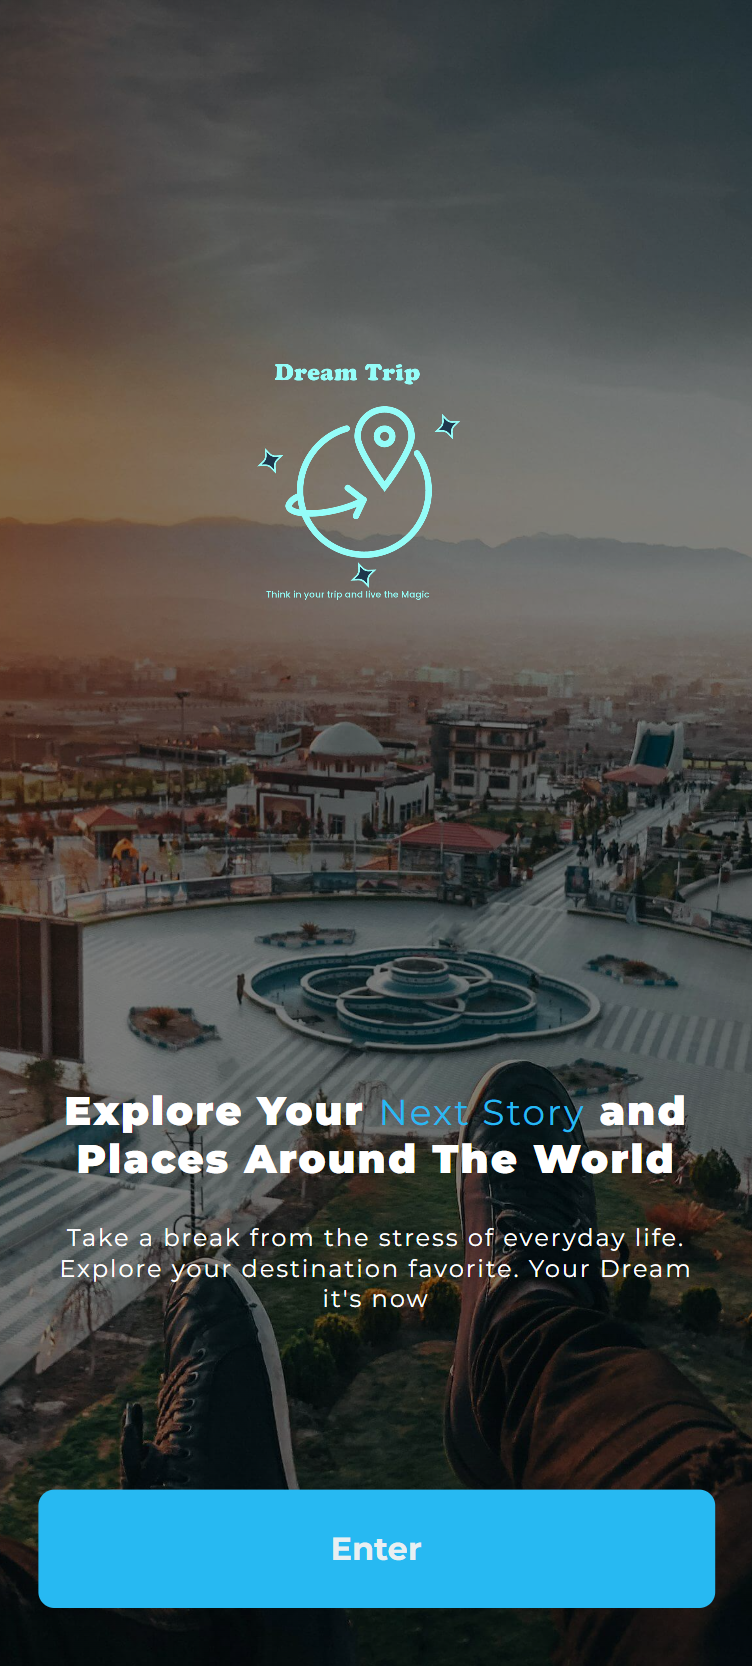 Dream Trip
Think in your trip and live the Magic
Explore Your Next Story and
Places Around The World
Take a break from the stress of everyday life.
Explore your destination favorite. Your Dream
it's now
Enter